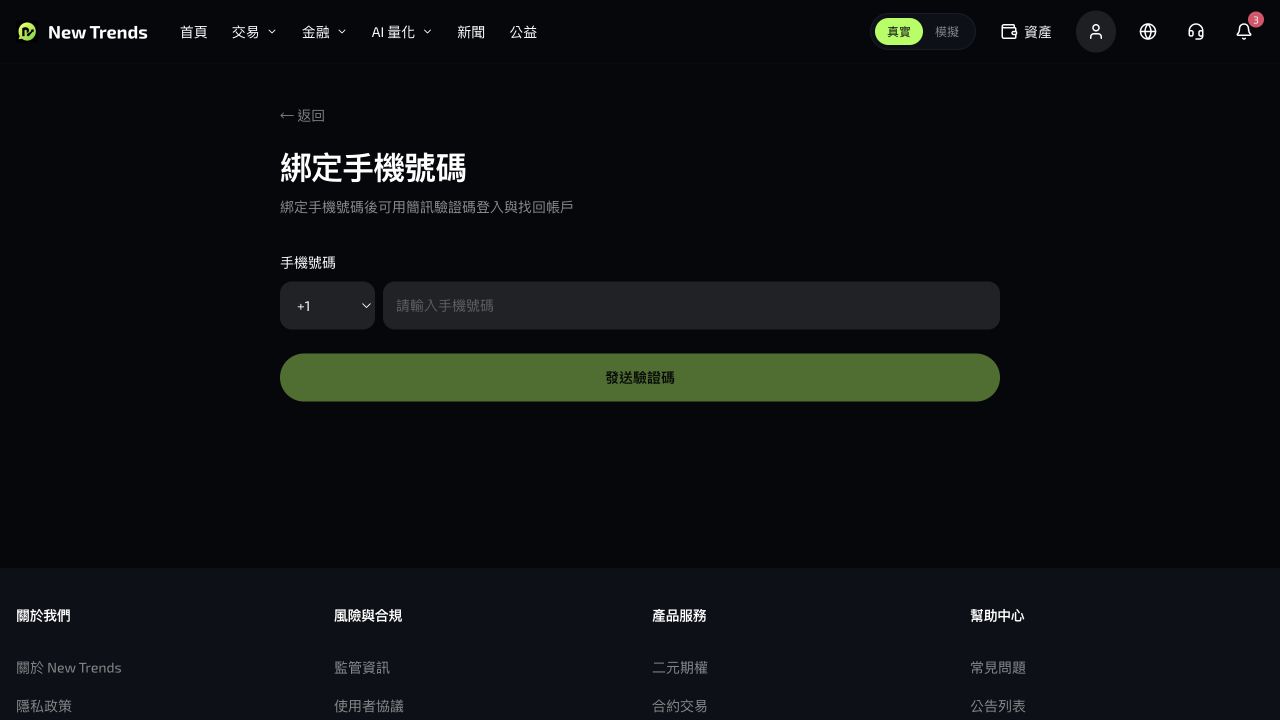 New Trends
首頁
交易
金融
AI 量化
新聞
公益
真實
模擬
資產
3
← 返回
綁定手機號碼
綁定手機號碼後可用簡訊驗證碼登入與找回帳戶
手機號碼
+1
請輸入手機號碼
發送驗證碼
關於我們
風險與合規
產品服務
幫助中心
關於 New Trends
監管資訊
二元期權
常見問題
隱私政策
使用者協議
合約交易
公告列表